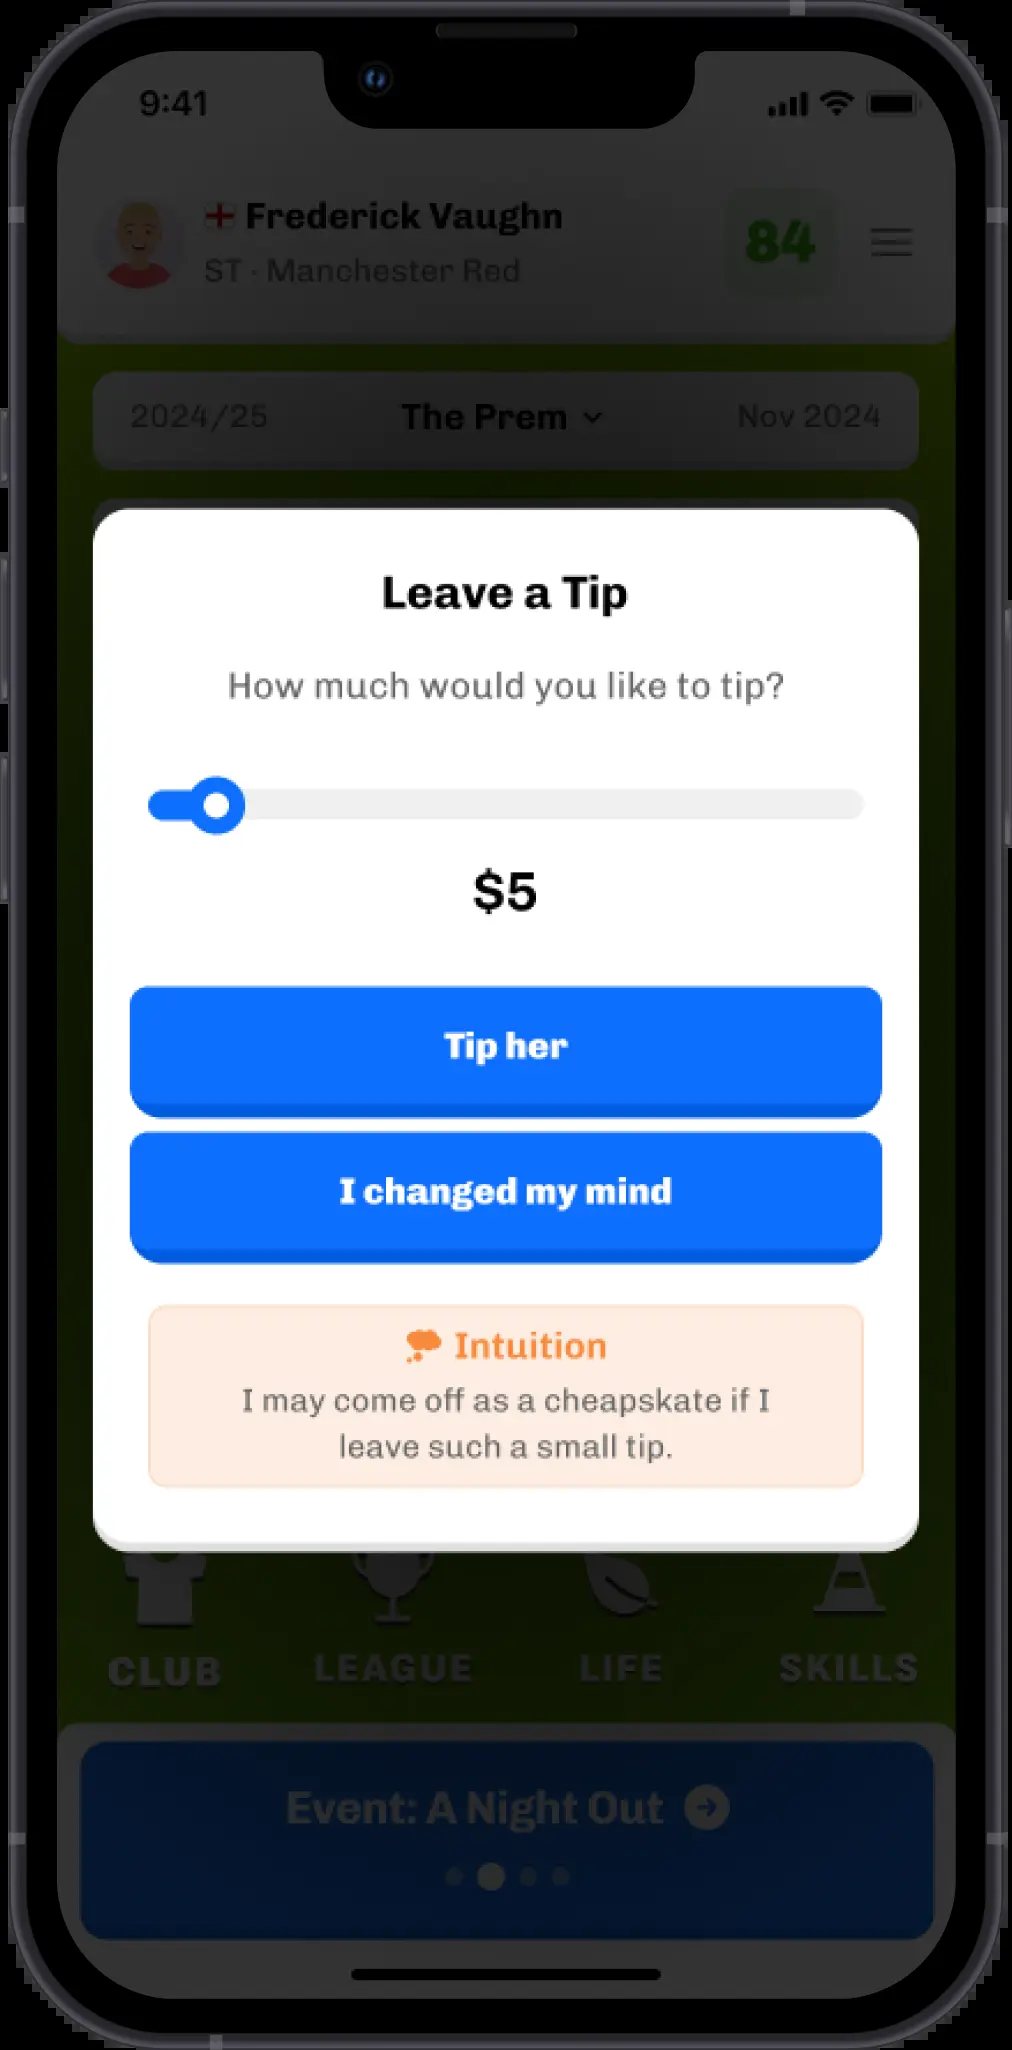 9:41
Frederick Vaughn
84
ST · Manchester Red
2024/25
The Prem
Nov 2024
Leave a Tip
How much would you like to tip?
$5
Tip her
I changed my mind
Intuition
I may come off as a cheapskate if I
leave such a small tip.
CLUB
LEAGUE
LIFE
SKILLS
Event: A Night Out